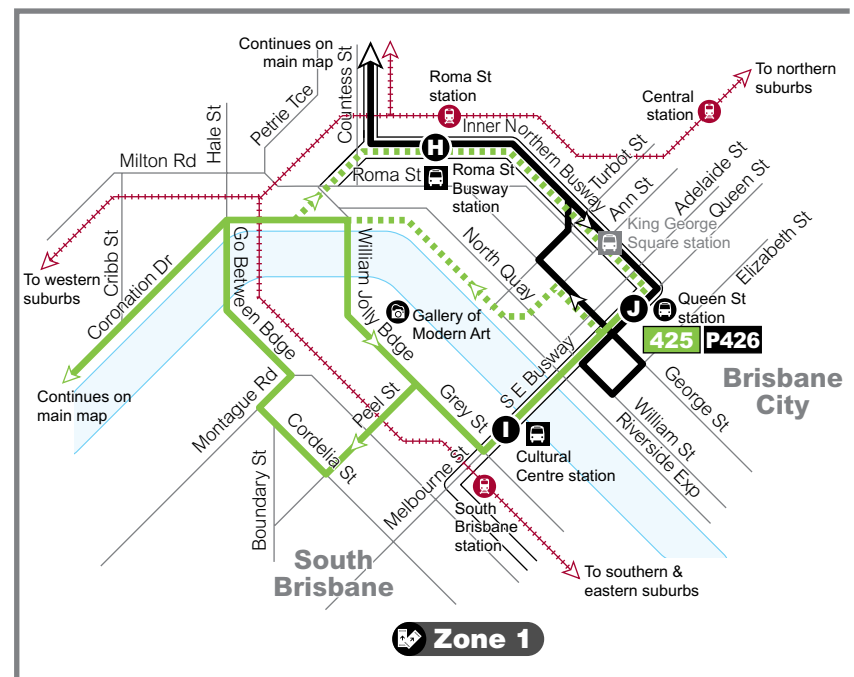 Continues on
main map
Countess St
Petrie Tce
Hale St
Milton Rd
Cribb St
Roma St
station
Central
station
To northern
suburbs
Inner Northern Busway
H
Roma St
Roma St
Busway
station
Turbot St
Ann St
Adelaide St
Queen St
Elizabeth St
King George
Square station
North Quay
To western
suburbs
Coronation Dr
Go Between Bdge
William Jolly Bdge
Gallery of
Modern Art
J
Queen St
station
425
P426
S E Busway
George St
Brisbane
City
William St
Riverside Exp
Continues on
main map
Montague Rd
Peel St
Grey St
Cordelia St
Boundary St
Melbourne St
I
Cultural
Centre station
South
Brisbane
station
South
Brisbane
To southern &
eastern suburbs
Zone 1